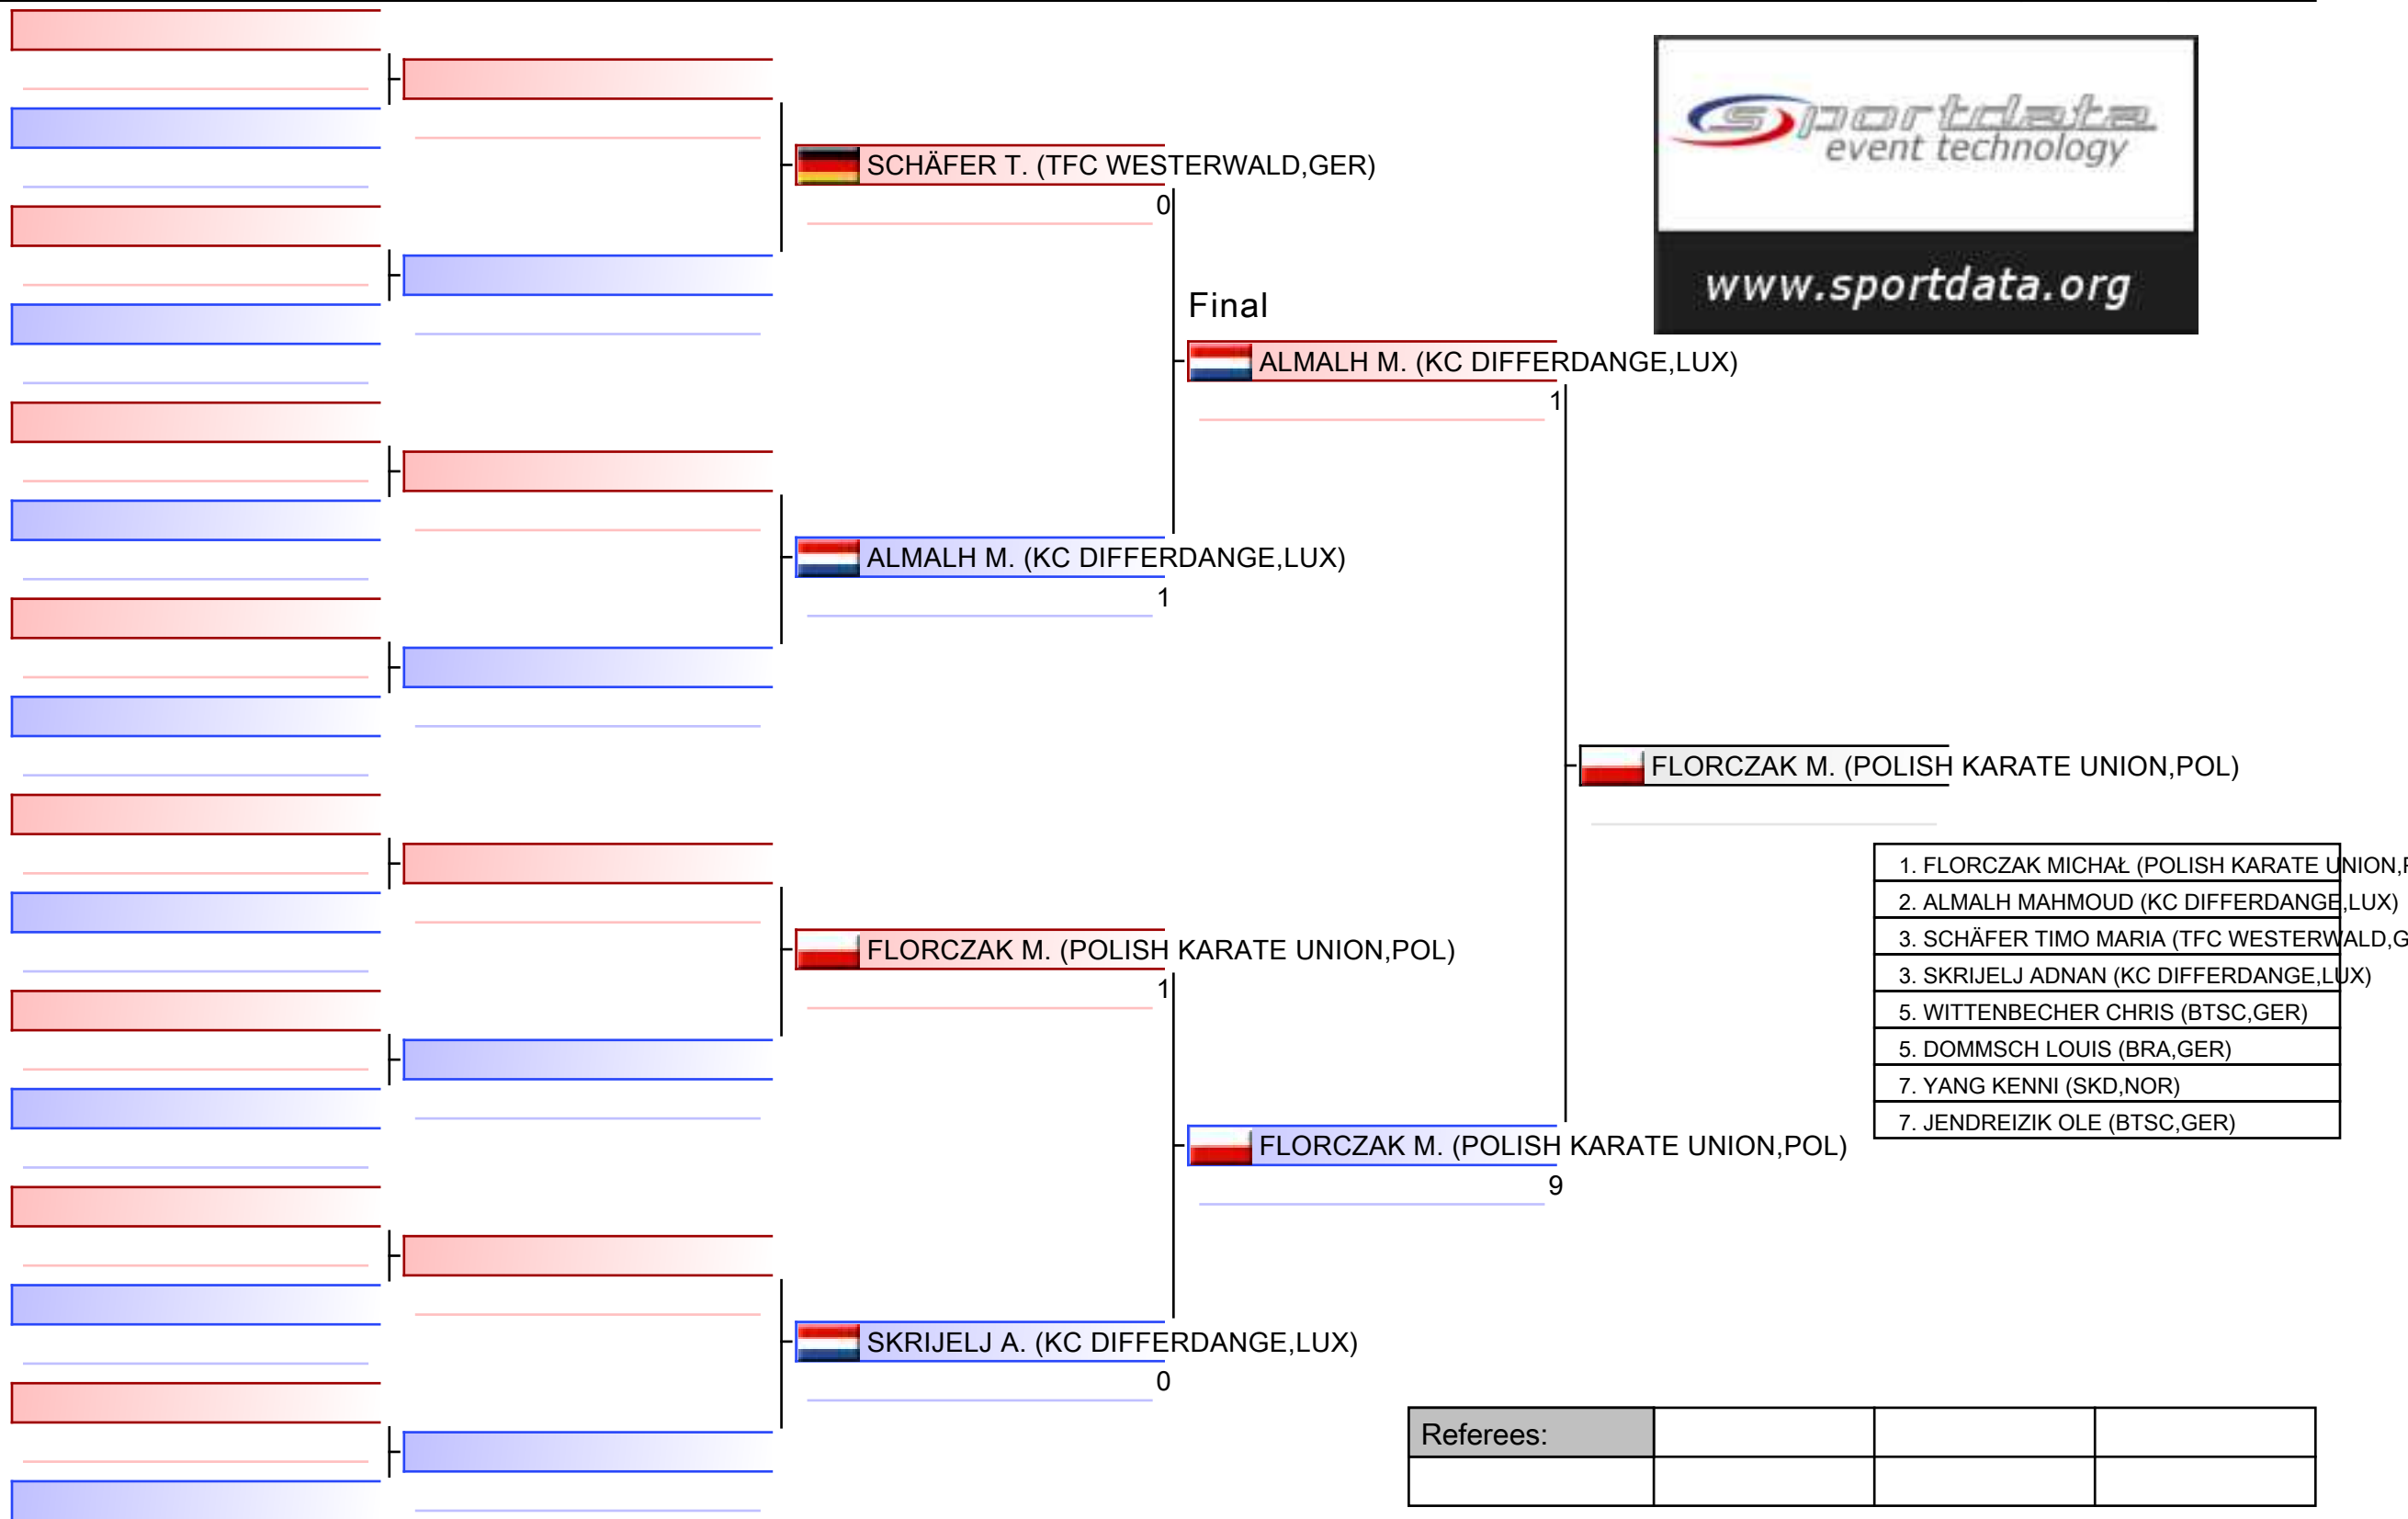 sportdata
event technology
www.sportdata.org
SCHÄFER T. (TFC WESTERWALD,GER)
0
Final
ALMALH M. (KC DIFFERDANGE,LUX)
1
ALMALH M. (KC DIFFERDANGE,LUX)
1
FLORCZAK M. (POLISH KARATE UNION,POL)
FLORCZAK M. (POLISH KARATE UNION,POL)
1
1. FLORCZAK MICHAŁ (POLISH KARATE UNION,
2. ALMALH MAHMOUD (KC DIFFERDANGE,LUX)
3. SCHÄFER TIMO MARIA (TFC WESTERWALD,G
3. SKRIJELJ ADNAN (KC DIFFERDANGE,LUX)
5. WITTENBECHER CHRIS (BTSC,GER)
5. DOMMSCH LOUIS (BRA,GER)
7. YANG KENNI (SKD,NOR)
7. JENDREIZIK OLE (BTSC,GER)
FLORCZAK M. (POLISH KARATE UNION,POL)
9
SKRIJELJ A. (KC DIFFERDANGE,LUX)
0
Referees: